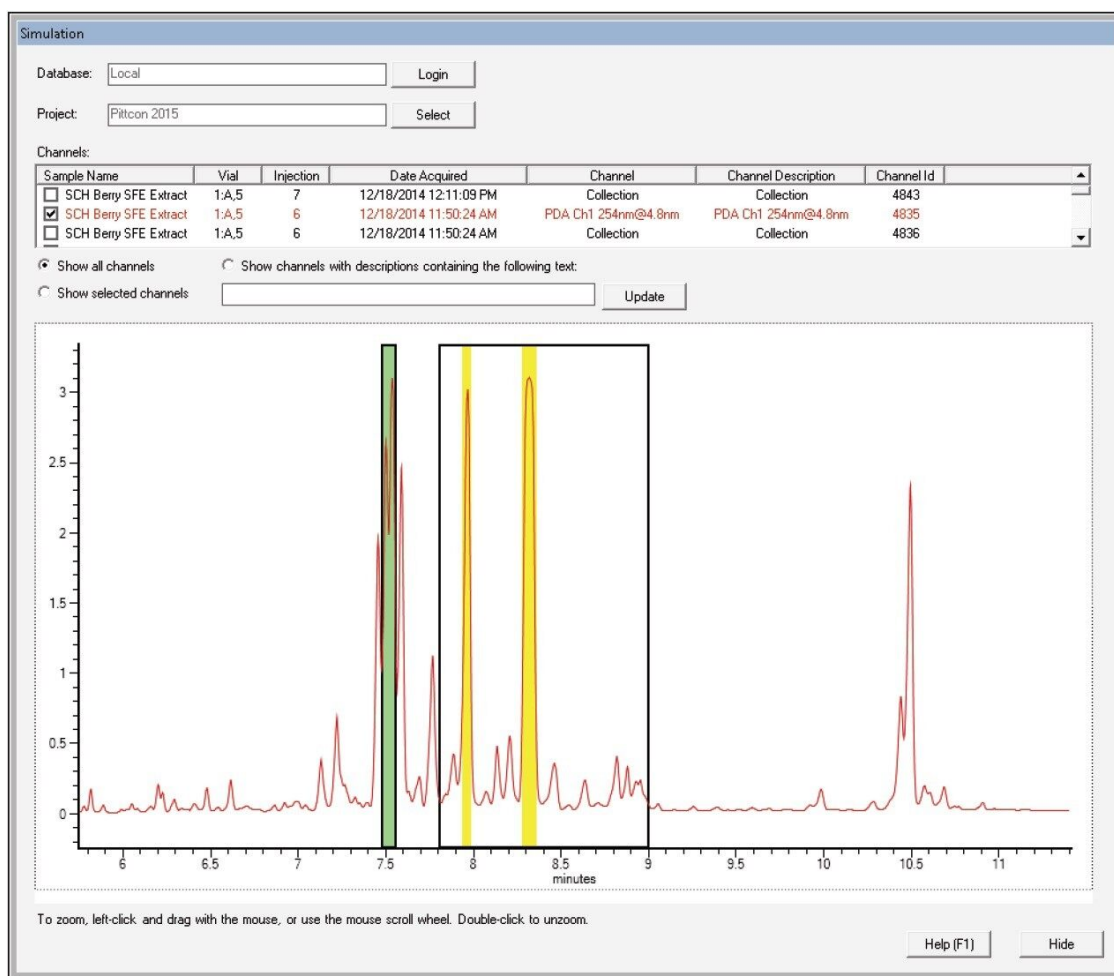 Simulation
Database: Local Login
Project: Pittcon 2015 Select
Channels:
Sample Name Vial Injection Date Acquired Channel Channel Description Channel Id
SCH Berry SFE Extract 1:A,5 7 12/18/2014 12:11:09 PM Collection Collection 4843
SCH Berry SFE Extract 1:A,5 6 12/18/2014 11:50:24 AM PDA Ch1 254nm@4.8nm PDA Ch1 254nm@4.8nm 4835
SCH Berry SFE Extract 1:A,5 6 12/18/2014 11:50:24 AM Collection Collection 4836
Show all channels Show channels with descriptions containing the following text:
Show selected channels Update
3
2.5
2
1.5
1
0.5
0
6 6.5 7 7.5 8 8.5 9 9.5 10 10.5 11
minutes
To zoom, left-click and drag with the mouse, or use the mouse scroll wheel. Double-click to unzoom.
Help (F1) Hide